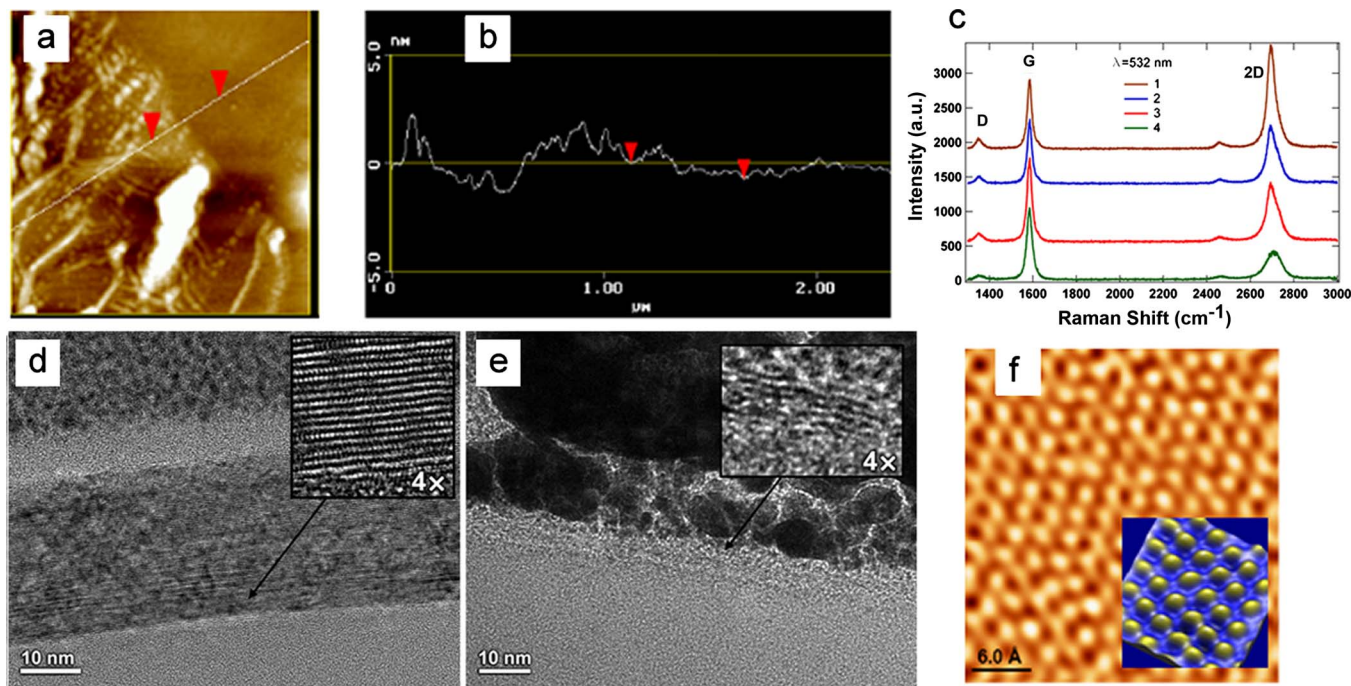 a
b
nM
5.0
0
-5.0
0
1.00
2.00
μM
c
λ=532 nm
D
G
2D
1
2
3
4
3000
2500
2000
1500
1000
500
0
Intensity (a.u.)
1400 1600 1800 2000 2200 2400 2600 2800 3000
Raman Shift (cm-1)
d
4×
10 nm
e
4×
10 nm
f
6.0 Å